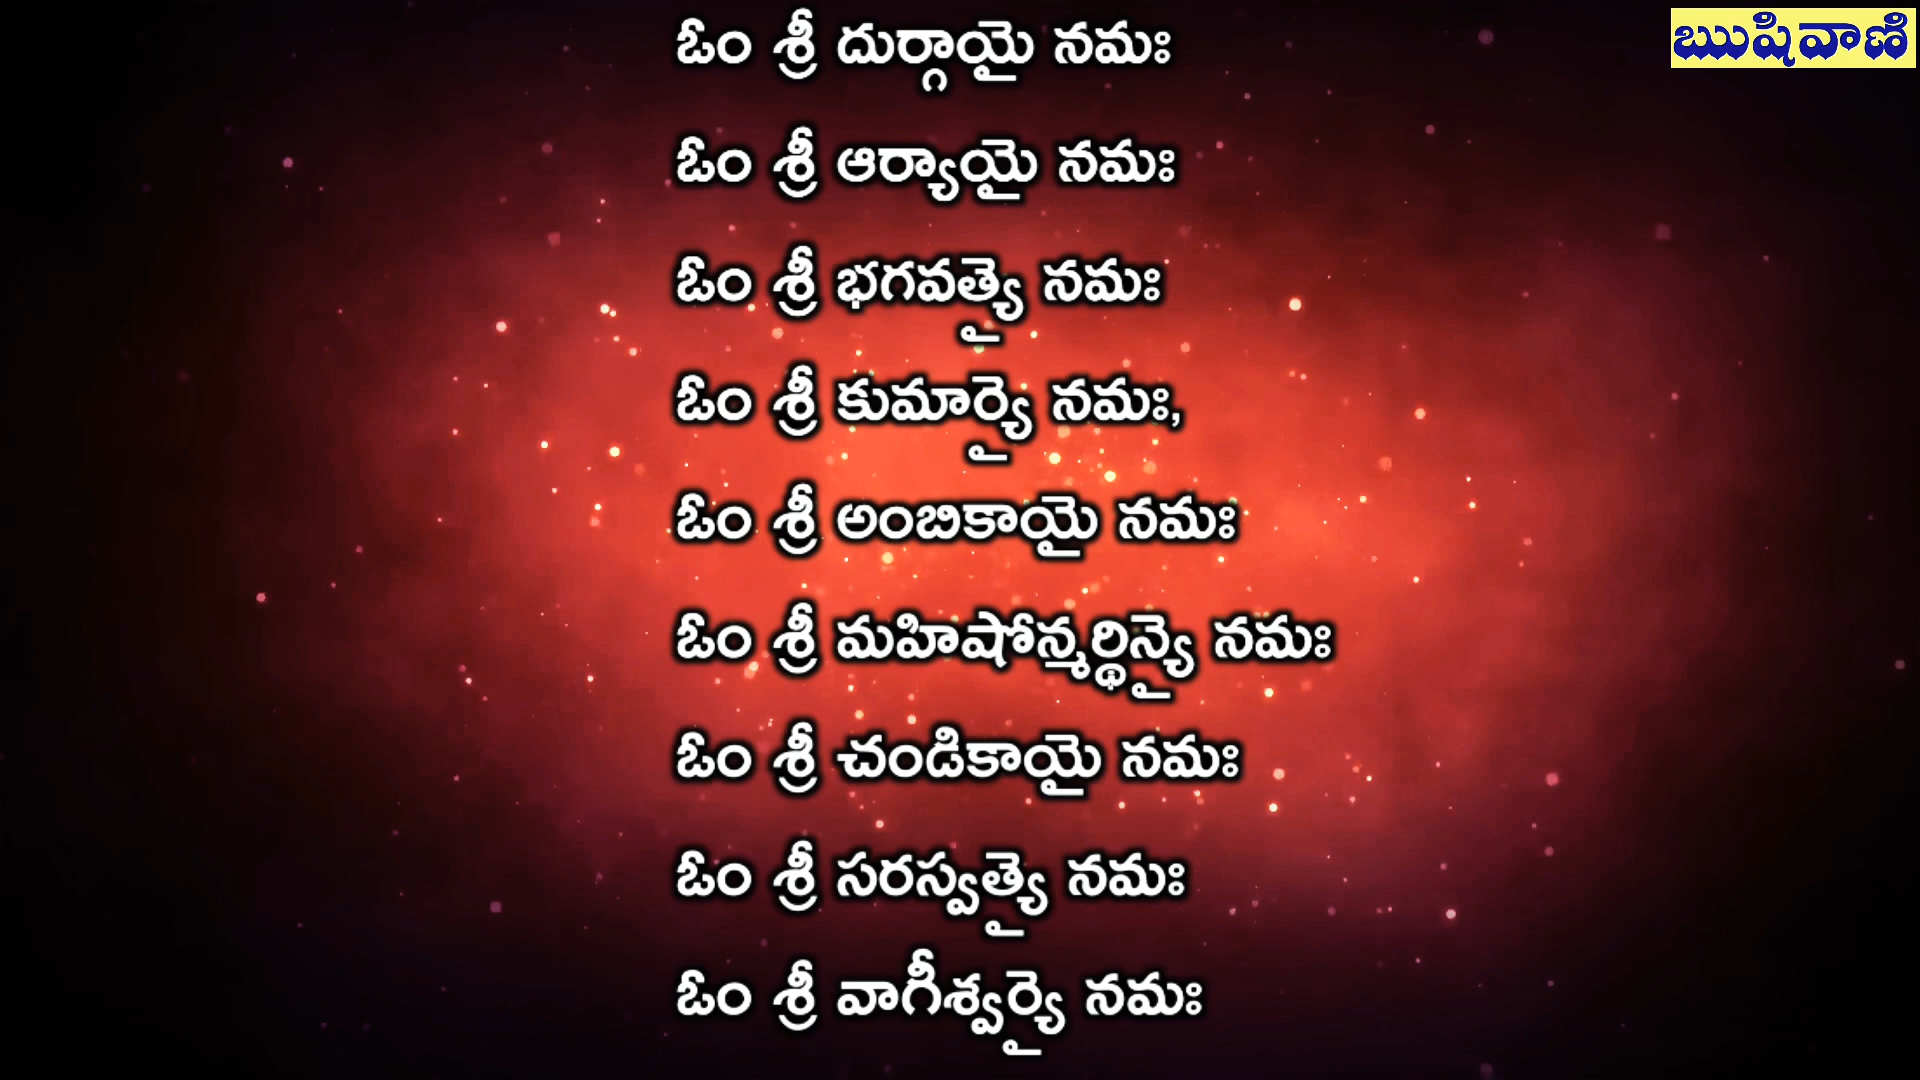 ఋషివాణి
ఓం శ్రీ దుర్గాయై నమః
ఓం శ్రీ ఆర్యాయై నమః
ఓం శ్రీ భగవత్యై నమః
ఓం శ్రీ కుమార్యై నమః,
ఓం శ్రీ అంబికాయై నమః
ఓం శ్రీ మహిషోన్మర్థిన్యై నమః
ఓం శ్రీ చండికాయై నమః
ఓం శ్రీ సరస్వత్యై నమః
ఓం శ్రీ వాగీశ్వర్యై నమః